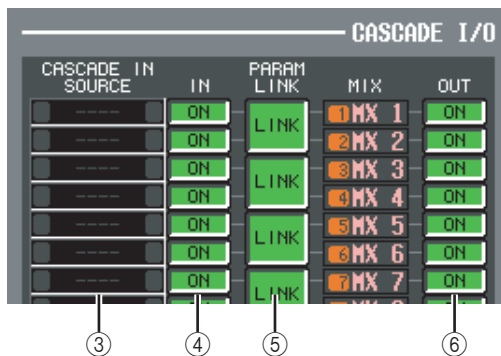 CASCADE I/O
CASCADE IN SOURCE IN PARAM LINK MIX OUT
---- ON LINK 1 MX 1 ON
---- ON 2 MX 2 ON
---- ON LINK 3 MX 3 ON
---- ON 4 MX 4 ON
---- ON LINK 5 MX 5 ON
---- ON 6 MX 6 ON
---- ON LINK 7 MX 7 ON
③ ④ ⑤ ⑥